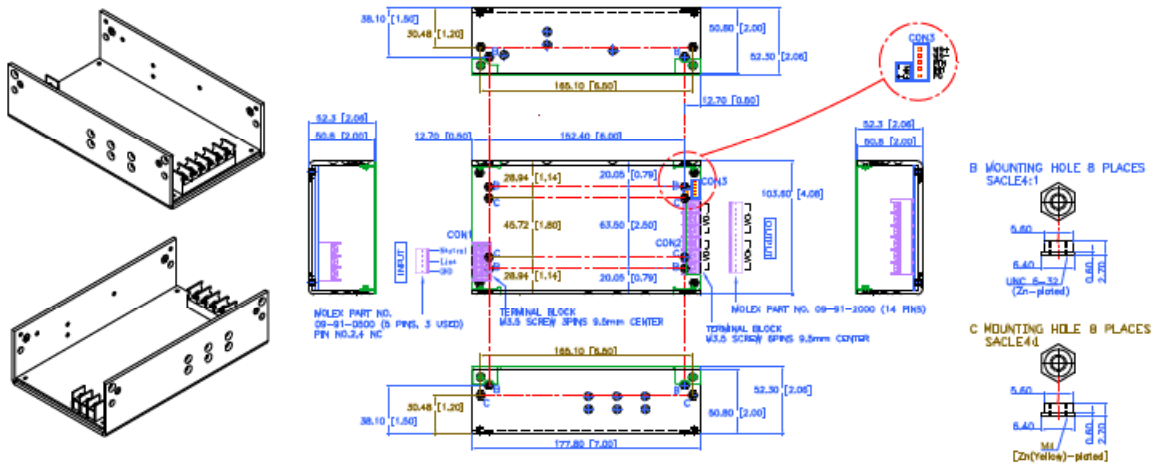 38.10 [1.50]
30.48 [1.20]
50.80 [2.00]
52.30 [2.06]
B
B
C
C
165.10 [6.50]
12.70 [0.50]
CON3
FAN
52.3 [2.06]
50.8 [2.00]
12.70 [0.50]
152.40 [6.00]
52.3 [2.06]
50.8 [2.00]
28.94 [1.14]
20.05 [0.79]
B
B
CON3
C
C
103.60 [4.08]
45.72 [1.80]
63.50 [2.50]
CON1
CON2
INPUT
OUTPUT
C
C
B
B
28.94 [1.14]
20.05 [0.79]
MOLEX PART NO.
09-91-0500 (5 PINS, 3 USED)
PIN NO.2,4 NC
TERMINAL BLOCK
M3.5 SCREW 3PINS 9.5mm CENTER
MOLEX PART NO. 09-91-2000 (14 PINS)
TERMINAL BLOCK
M3.5 SCREW 6PINS 9.5mm CENTER
165.10 [6.50]
B
B
C
C
30.48 [1.20]
38.10 [1.50]
52.30 [2.06]
50.80 [2.00]
177.80 [7.00]
B MOUNTING HOLE 8 PLACES
SACLE4:1
5.60
6.40
0.60
2.70
UNC 6-32
(Zn-plated)
C MOUNTING HOLE 8 PLACES
SACLE4:1
5.60
6.40
0.60
2.70
M4
[Zn(Yellow)-plated]